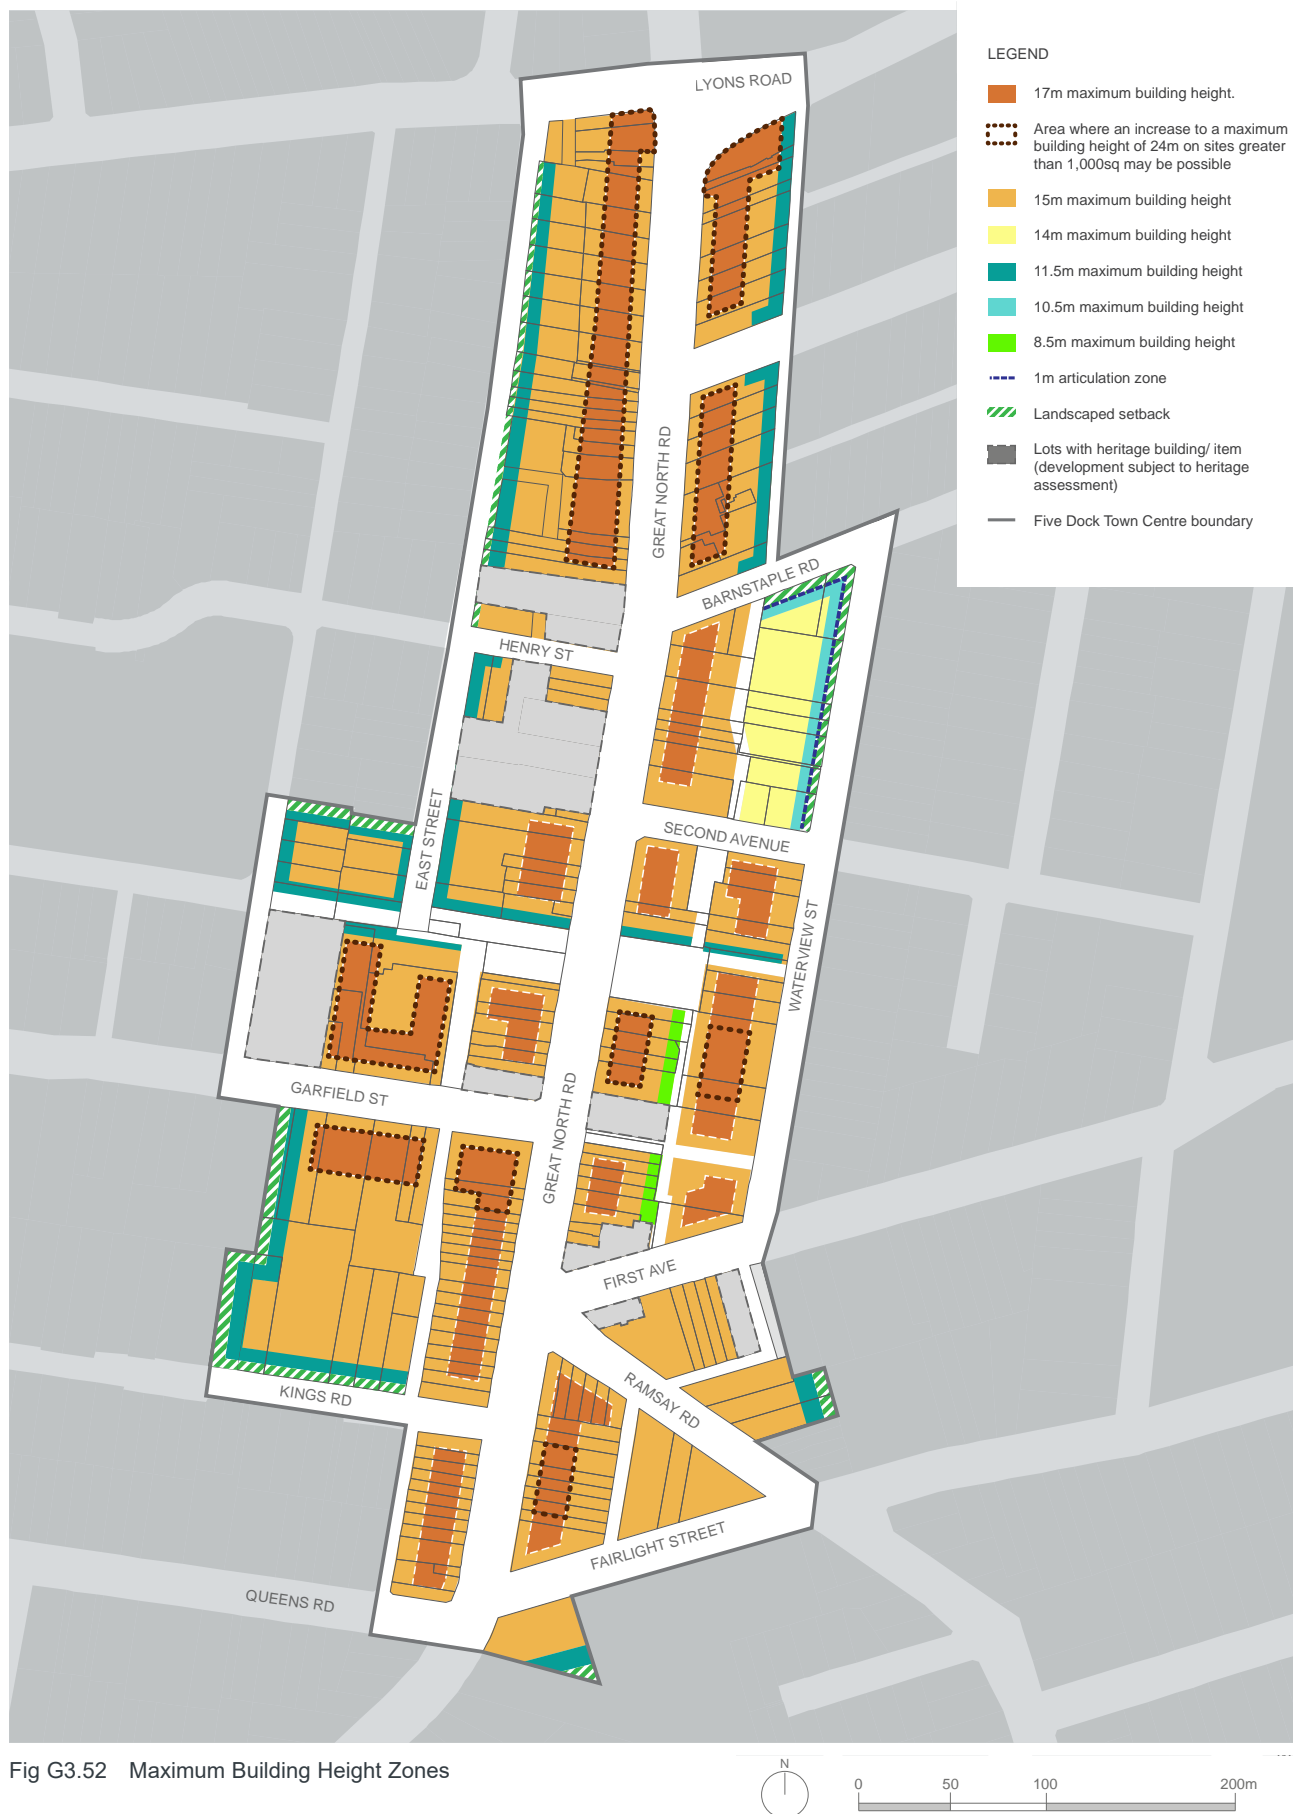 LEGEND
17m maximum building height.
Area where an increase to a maximum
building height of 24m on sites greater
than 1,000sq may be possible
15m maximum building height
14m maximum building height
11.5m maximum building height
10.5m maximum building height
8.5m maximum building height
1m articulation zone
Landscaped setback
Lots with heritage building/ item
(development subject to heritage
assessment)
Five Dock Town Centre boundary
LYONS ROAD
GREAT NORTH RD
BARNSTAPLE RD
HENRY ST
SECOND AVENUE
EAST STREET
WATERVIEW ST
GARFIELD ST
GREAT NORTH RD
FIRST AVE
KINGS RD
RAMSAY RD
FAIRLIGHT STREET
QUEENS RD
Fig G3.52 Maximum Building Height Zones
N
0 50 100 200m